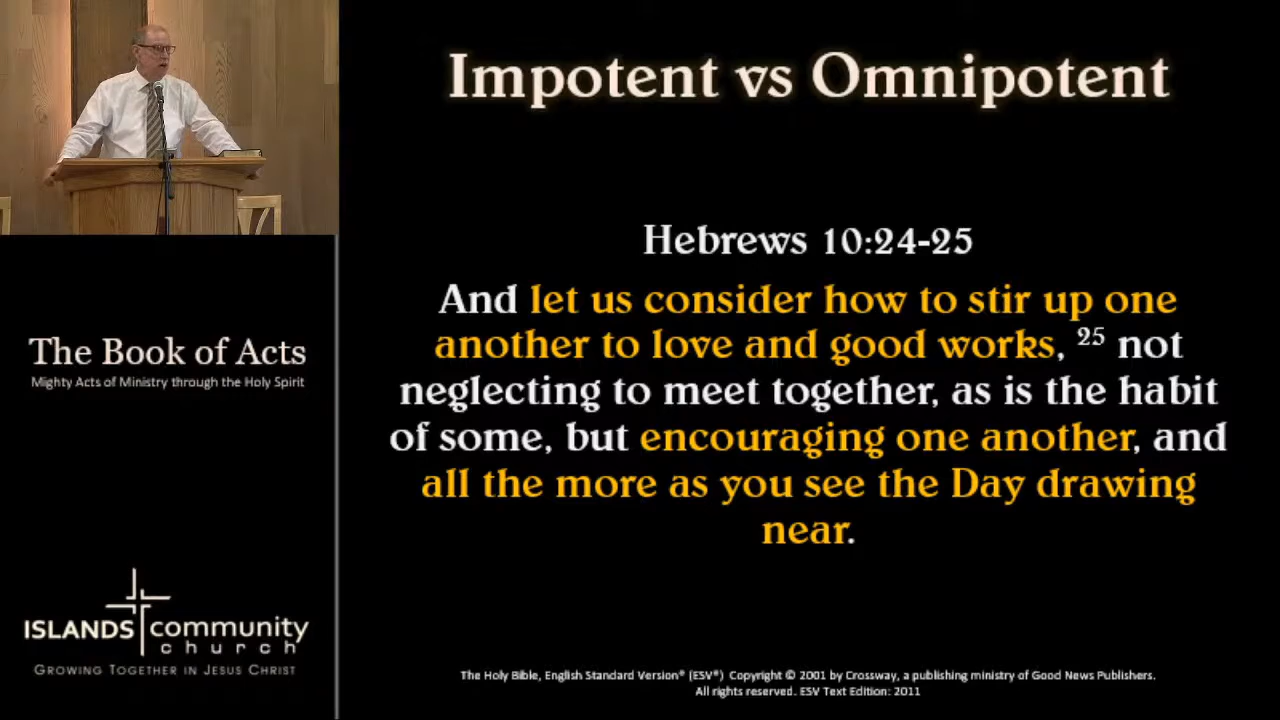 Impotent vs Omnipotent
Hebrews 10:24-25
And let us consider how to stir up one
another to love and good works, ²⁵ not
neglecting to meet together, as is the habit
of some, but encouraging one another, and
all the more as you see the Day drawing
near.
The Book of Acts
Mighty Acts of Ministry through the Holy Spirit
ISLANDS community
church
GROWING TOGETHER IN JESUS CHRIST
The Holy Bible, English Standard Version® (ESV®) Copyright © 2001 by Crossway, a publishing ministry of Good News Publishers.
All rights reserved. ESV Text Edition: 2011